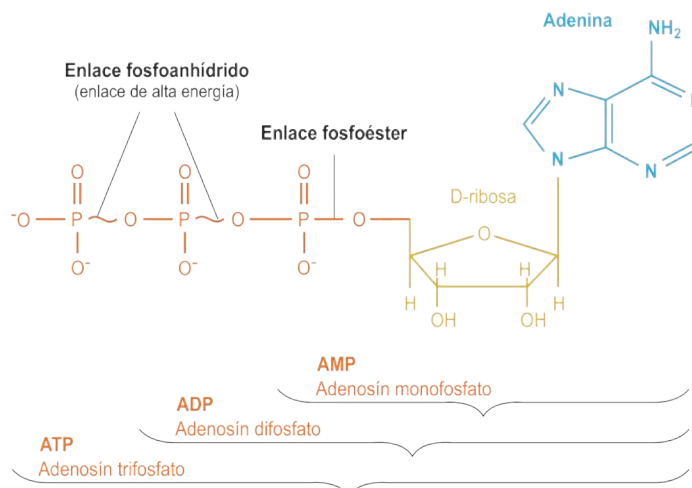 Adenina
NH₂
Enlace fosfoanhídrido
(enlace de alta energía)
N
N
Enlace fosfoéster
N
N
O
O
O
D-ribosa
⁻O
P
O
P
O
P
O
O
O⁻
O⁻
O⁻
H
H
H
H
OH
OH
AMP
Adenosín monofosfato
ADP
Adenosín difosfato
ATP
Adenosín trifosfato